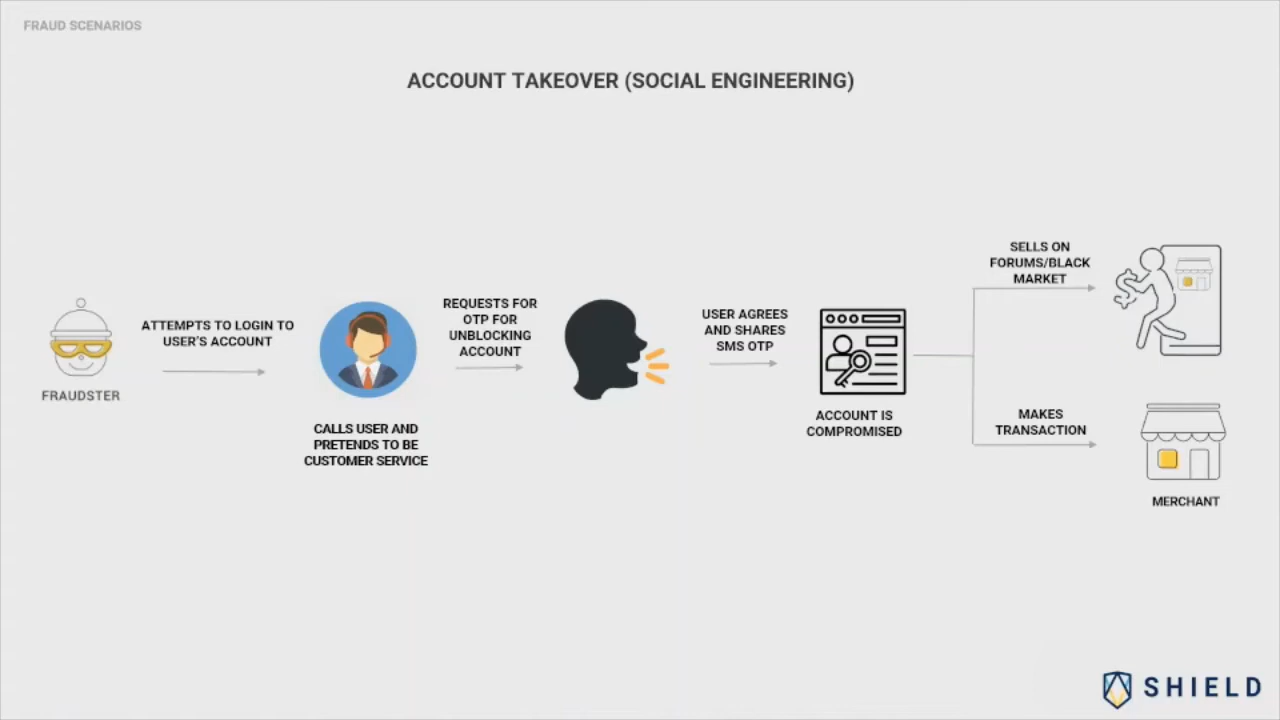 FRAUD SCENARIOS
ACCOUNT TAKEOVER (SOCIAL ENGINEERING)
FRAUDSTER
ATTEMPTS TO LOGIN TO
USER'S ACCOUNT
CALLS USER AND
PRETENDS TO BE
CUSTOMER SERVICE
REQUESTS FOR
OTP FOR
UNBLOCKING
ACCOUNT
USER AGREES
AND SHARES
SMS OTP
ACCOUNT IS
COMPROMISED
SELLS ON
FORUMS/BLACK
MARKET
MAKES
TRANSACTION
MERCHANT
SHIELD